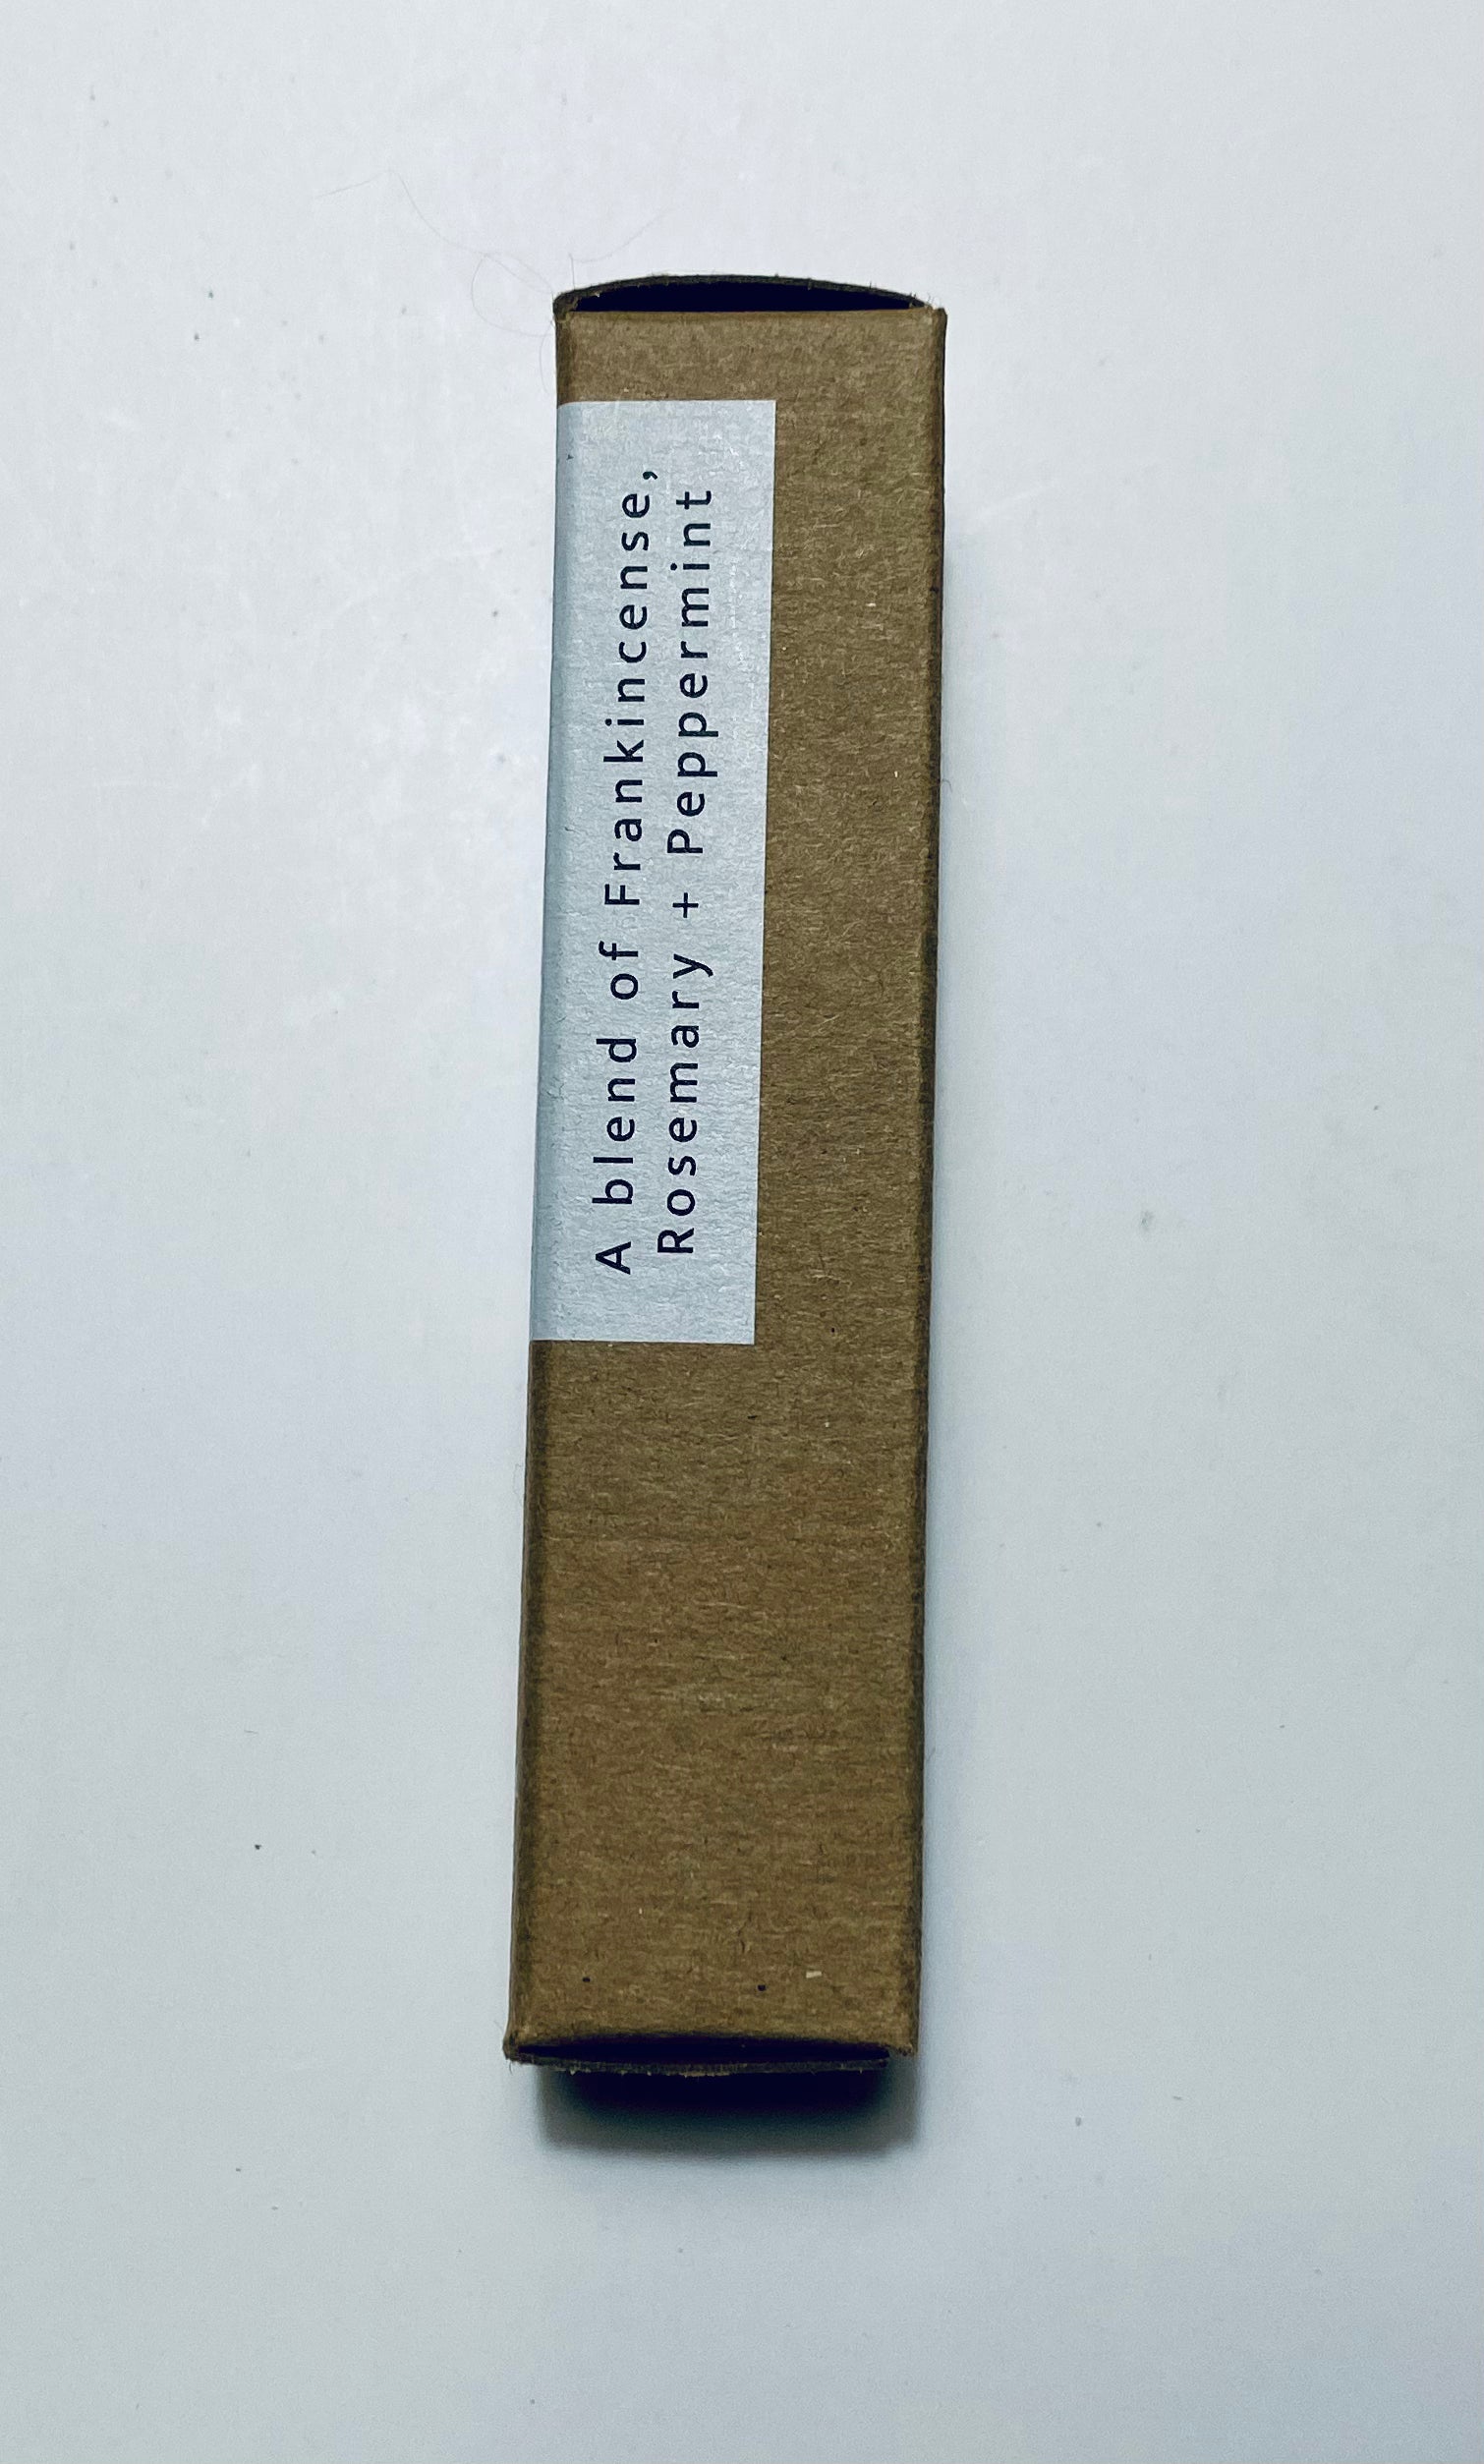 A blend of Frankincense,
Rosemary + Peppermint